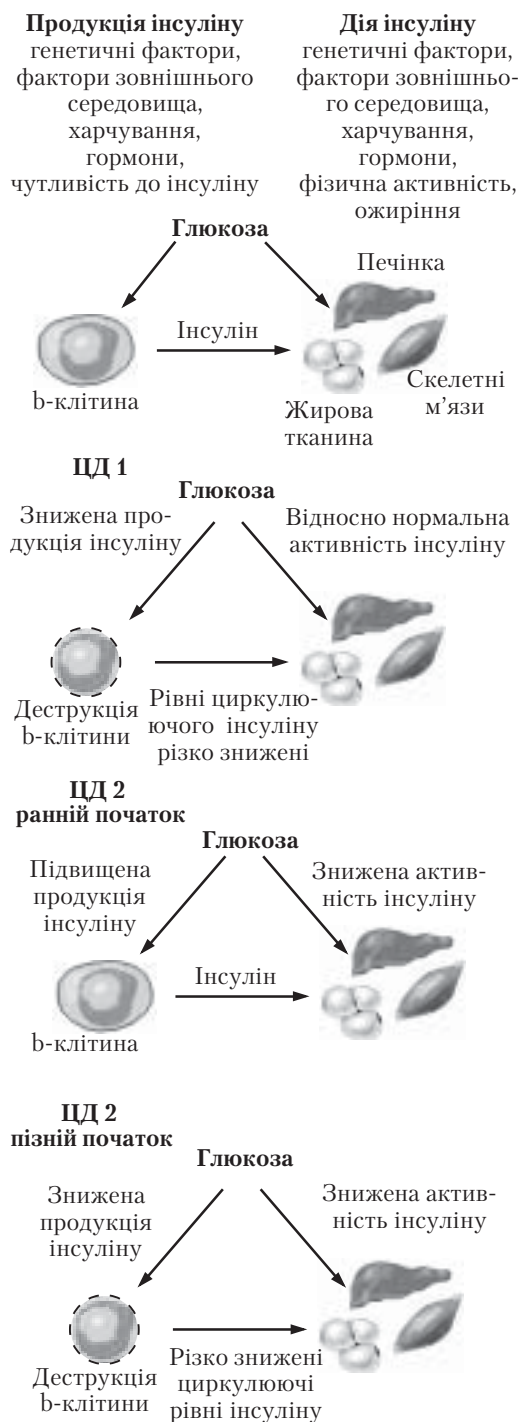 Продукція інсуліну
генетичні фактори,
фактори зовнішнього
середовища,
харчування,
гормони,
чутливість до інсуліну
Дія інсуліну
генетичні фактори,
фактори зовнішньо-
го середовища,
харчування,
гормони,
фізична активність,
ожиріння
Глюкоза
Печінка
Інсулін
b-клітина
Скелетні
м’язи
Жирова
тканина
ЦД 1
Глюкоза
Знижена про-
дукція інсуліну
Відносно нормальна
активність інсуліну
Деструкція
b-клітини
Рівні циркулю-
ючого інсуліну
різко знижені
ЦД 2
ранній початок
Глюкоза
Підвищена
продукція
інсуліну
Знижена актив-
ність інсуліну
Інсулін
b-клітина
ЦД 2
пізній початок
Глюкоза
Знижена
продукція
інсуліну
Знижена актив-
ність інсуліну
Деструкція
b-клітини
Різко знижені
циркулюючі
рівні інсуліну